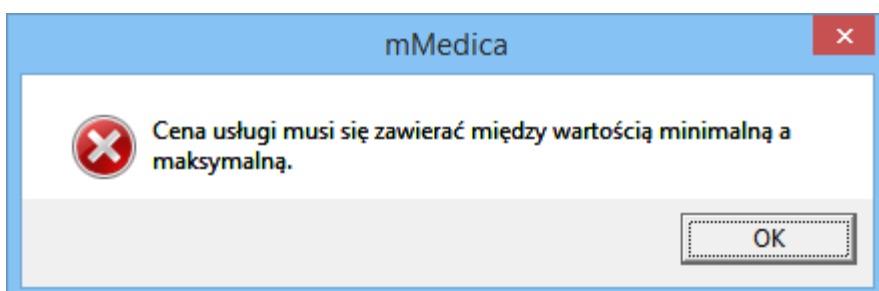 mMedica
Cena usługi musi się zawierać między wartością minimalną a
maksymalną.
OK